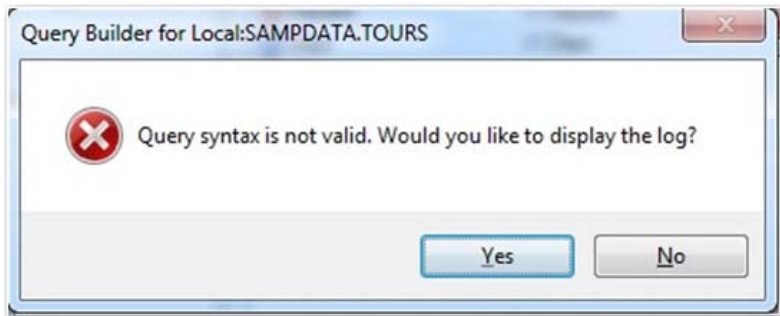 Query Builder for Local:SAMPDATA.TOURS
Query syntax is not valid. Would you like to display the log?
Yes
No